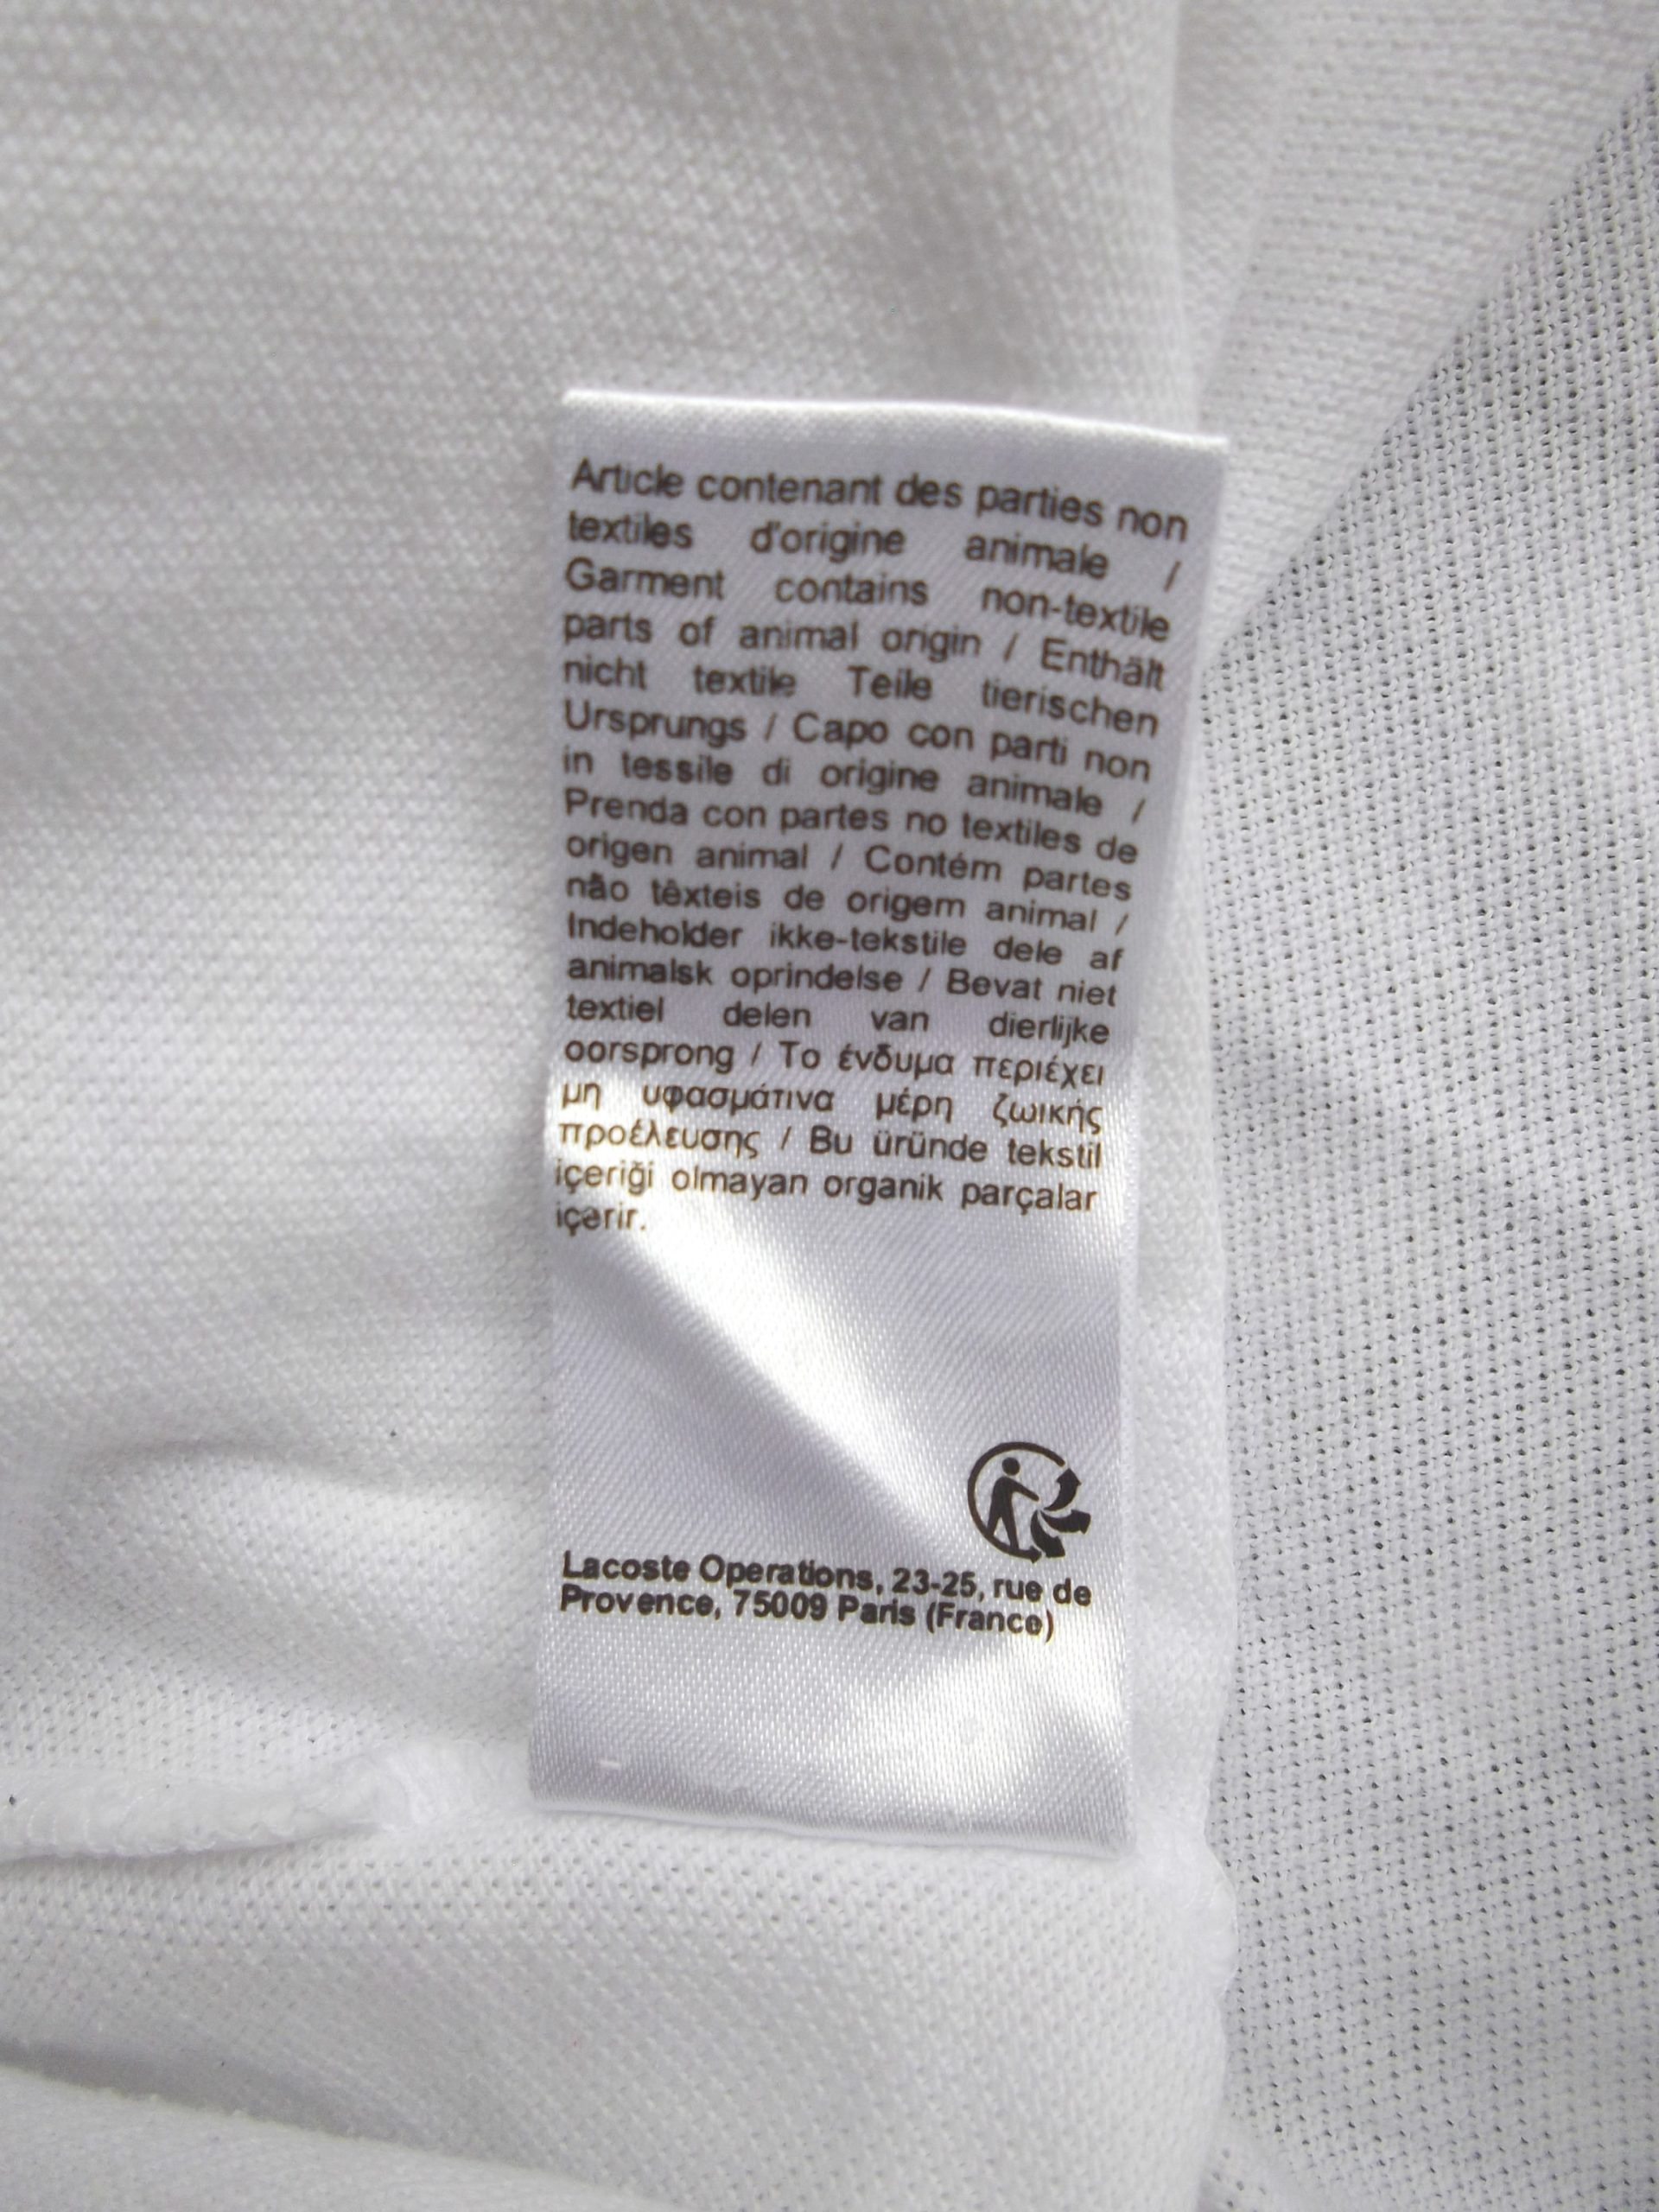 Article contenant des parties non
textiles d'origine animale /
Garment contains non-textile
parts of animal origin / Enthält
nicht textile Teile tierischen
Ursprungs / Capo con parti non
in tessile di origine animale /
Prenda con partes no textiles de
origen animal / Contém partes
não têxteis de origem animal /
Indeholder ikke-tekstile dele af
animalsk oprindelse / Bevat niet
textiel delen van dierlijke
oorsprong / Το ένδυμα περιέχει
μη υφασμάτινα μέρη ζωικής
προέλευσης / Bu üründe tekstil
içeriği olmayan organik parçalar
içerir.
Lacoste Operations, 23-25, rue de
Provence, 75009 Paris (France)